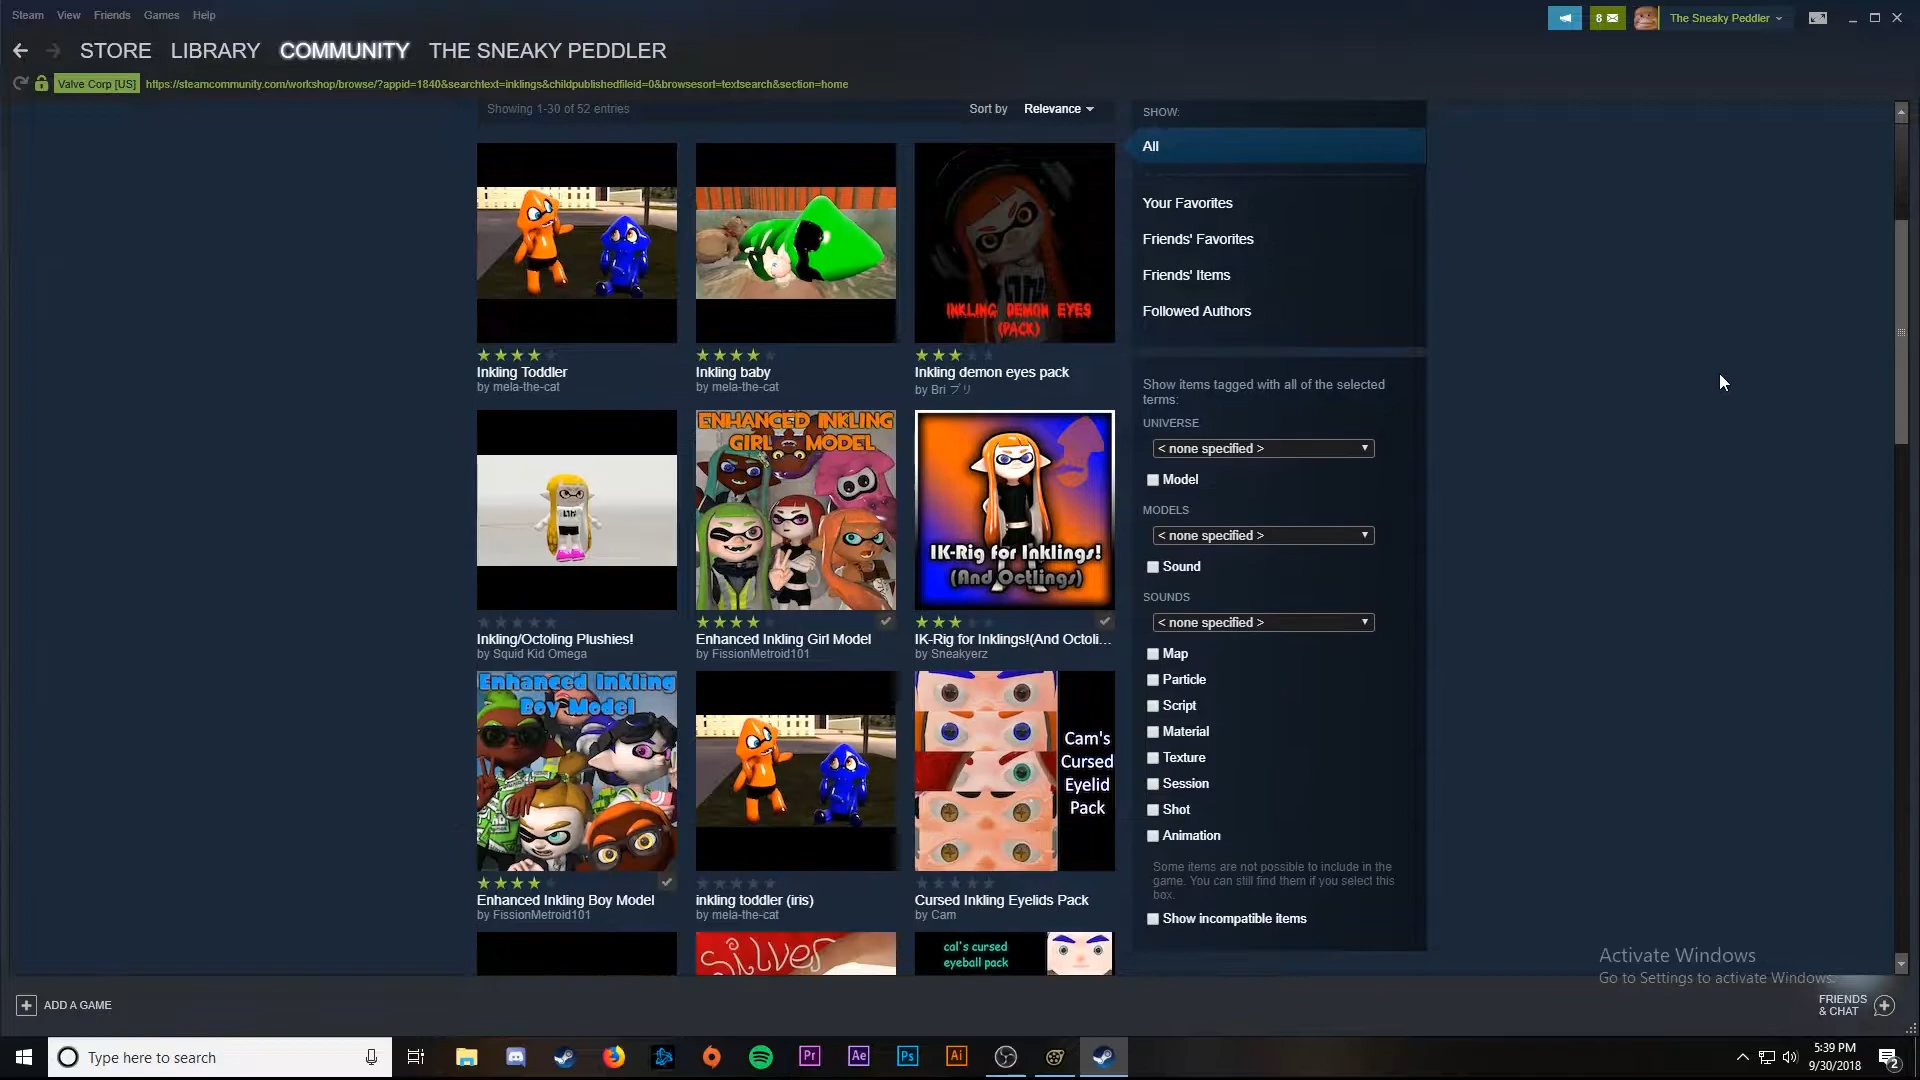 Steam View Friends Games Help
8
The Sneaky Peddler
STORE LIBRARY COMMUNITY THE SNEAKY PEDDLER
Valve Corp [US] https://steamcommunity.com/workshop/browse/?appid=1840&searchtext=inklings&childpublishedfileid=0&browsesort=textsearch&section=home
Showing 1-30 of 52 entries
Sort by Relevance
INKLING DEMON EYES
(PACK)
Inkling Toddler
by mela-the-cat
Inkling baby
by mela-the-cat
Inkling demon eyes pack
by Bri ブリ
ENHANCED INKLING
GIRL MODEL
IK-Rig for Inklings!
(And Octlings)
Inkling/Octoling Plushies!
by Squid Kid Omega
Enhanced Inkling Girl Model
by FissionMetroid101
IK-Rig for Inklings!(And Octoli...
by Sneakyerz
Enhanced Inkling
Boy Model
Cam's
Cursed
Eyelid
Pack
Enhanced Inkling Boy Model
by FissionMetroid101
inkling toddler (iris)
by mela-the-cat
Cursed Inkling Eyelids Pack
by Cam
Silver
cal's cursed
eyeball pack
SHOW:
All
Your Favorites
Friends' Favorites
Friends' Items
Followed Authors
Show items tagged with all of the selected
terms:
UNIVERSE
< none specified >
Model
MODELS
< none specified >
Sound
SOUNDS
< none specified >
Map
Particle
Script
Material
Texture
Session
Shot
Animation
Some items are not possible to include in the
game. You can still find them if you select this
box.
Show incompatible items
Activate Windows
Go to Settings to activate Windows.
ADD A GAME
FRIENDS
& CHAT
Type here to search
Pr
Ae
Ps
Ai
5:39 PM
9/30/2018
2